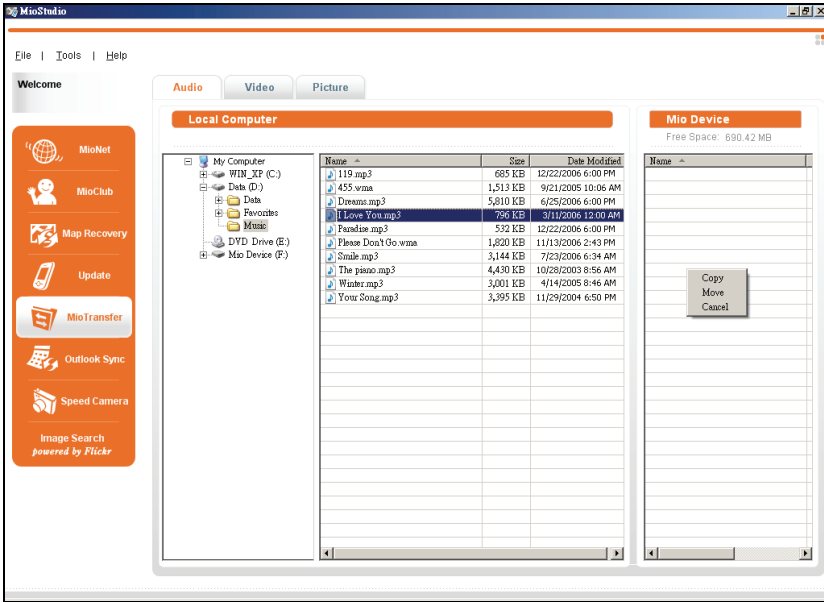 MioStudio
File | Tools | Help
Welcome
Audio Video Picture
Local Computer
Mio Device
Free Space: 690.42 MB
MioNet
MioClub
Map Recovery
Update
MioTransfer
Outlook Sync
Speed Camera
Image Search
powered by Flickr
My Computer
WIN_XP (C:)
Data (D:)
Data
Favorites
Music
DVD Drive (E:)
Mio Device (F:)
Name Size Date Modified
119.mp3 685 KB 12/22/2006 6:00 PM
455.wma 1,513 KB 9/21/2005 10:06 AM
Dreams.mp3 5,810 KB 6/25/2006 6:00 PM
I Love You.mp3 796 KB 3/11/2006 12:00 AM
Paradise.mp3 532 KB 12/22/2006 6:00 PM
Please Don't Go.wma 1,820 KB 11/13/2006 2:43 PM
Smile.mp3 3,144 KB 7/23/2006 6:34 AM
The piano.mp3 4,430 KB 10/28/2003 8:56 AM
Winter.mp3 3,001 KB 4/14/2005 8:46 AM
Your Song.mp3 3,395 KB 11/29/2004 6:50 PM
Name
Copy
Move
Cancel